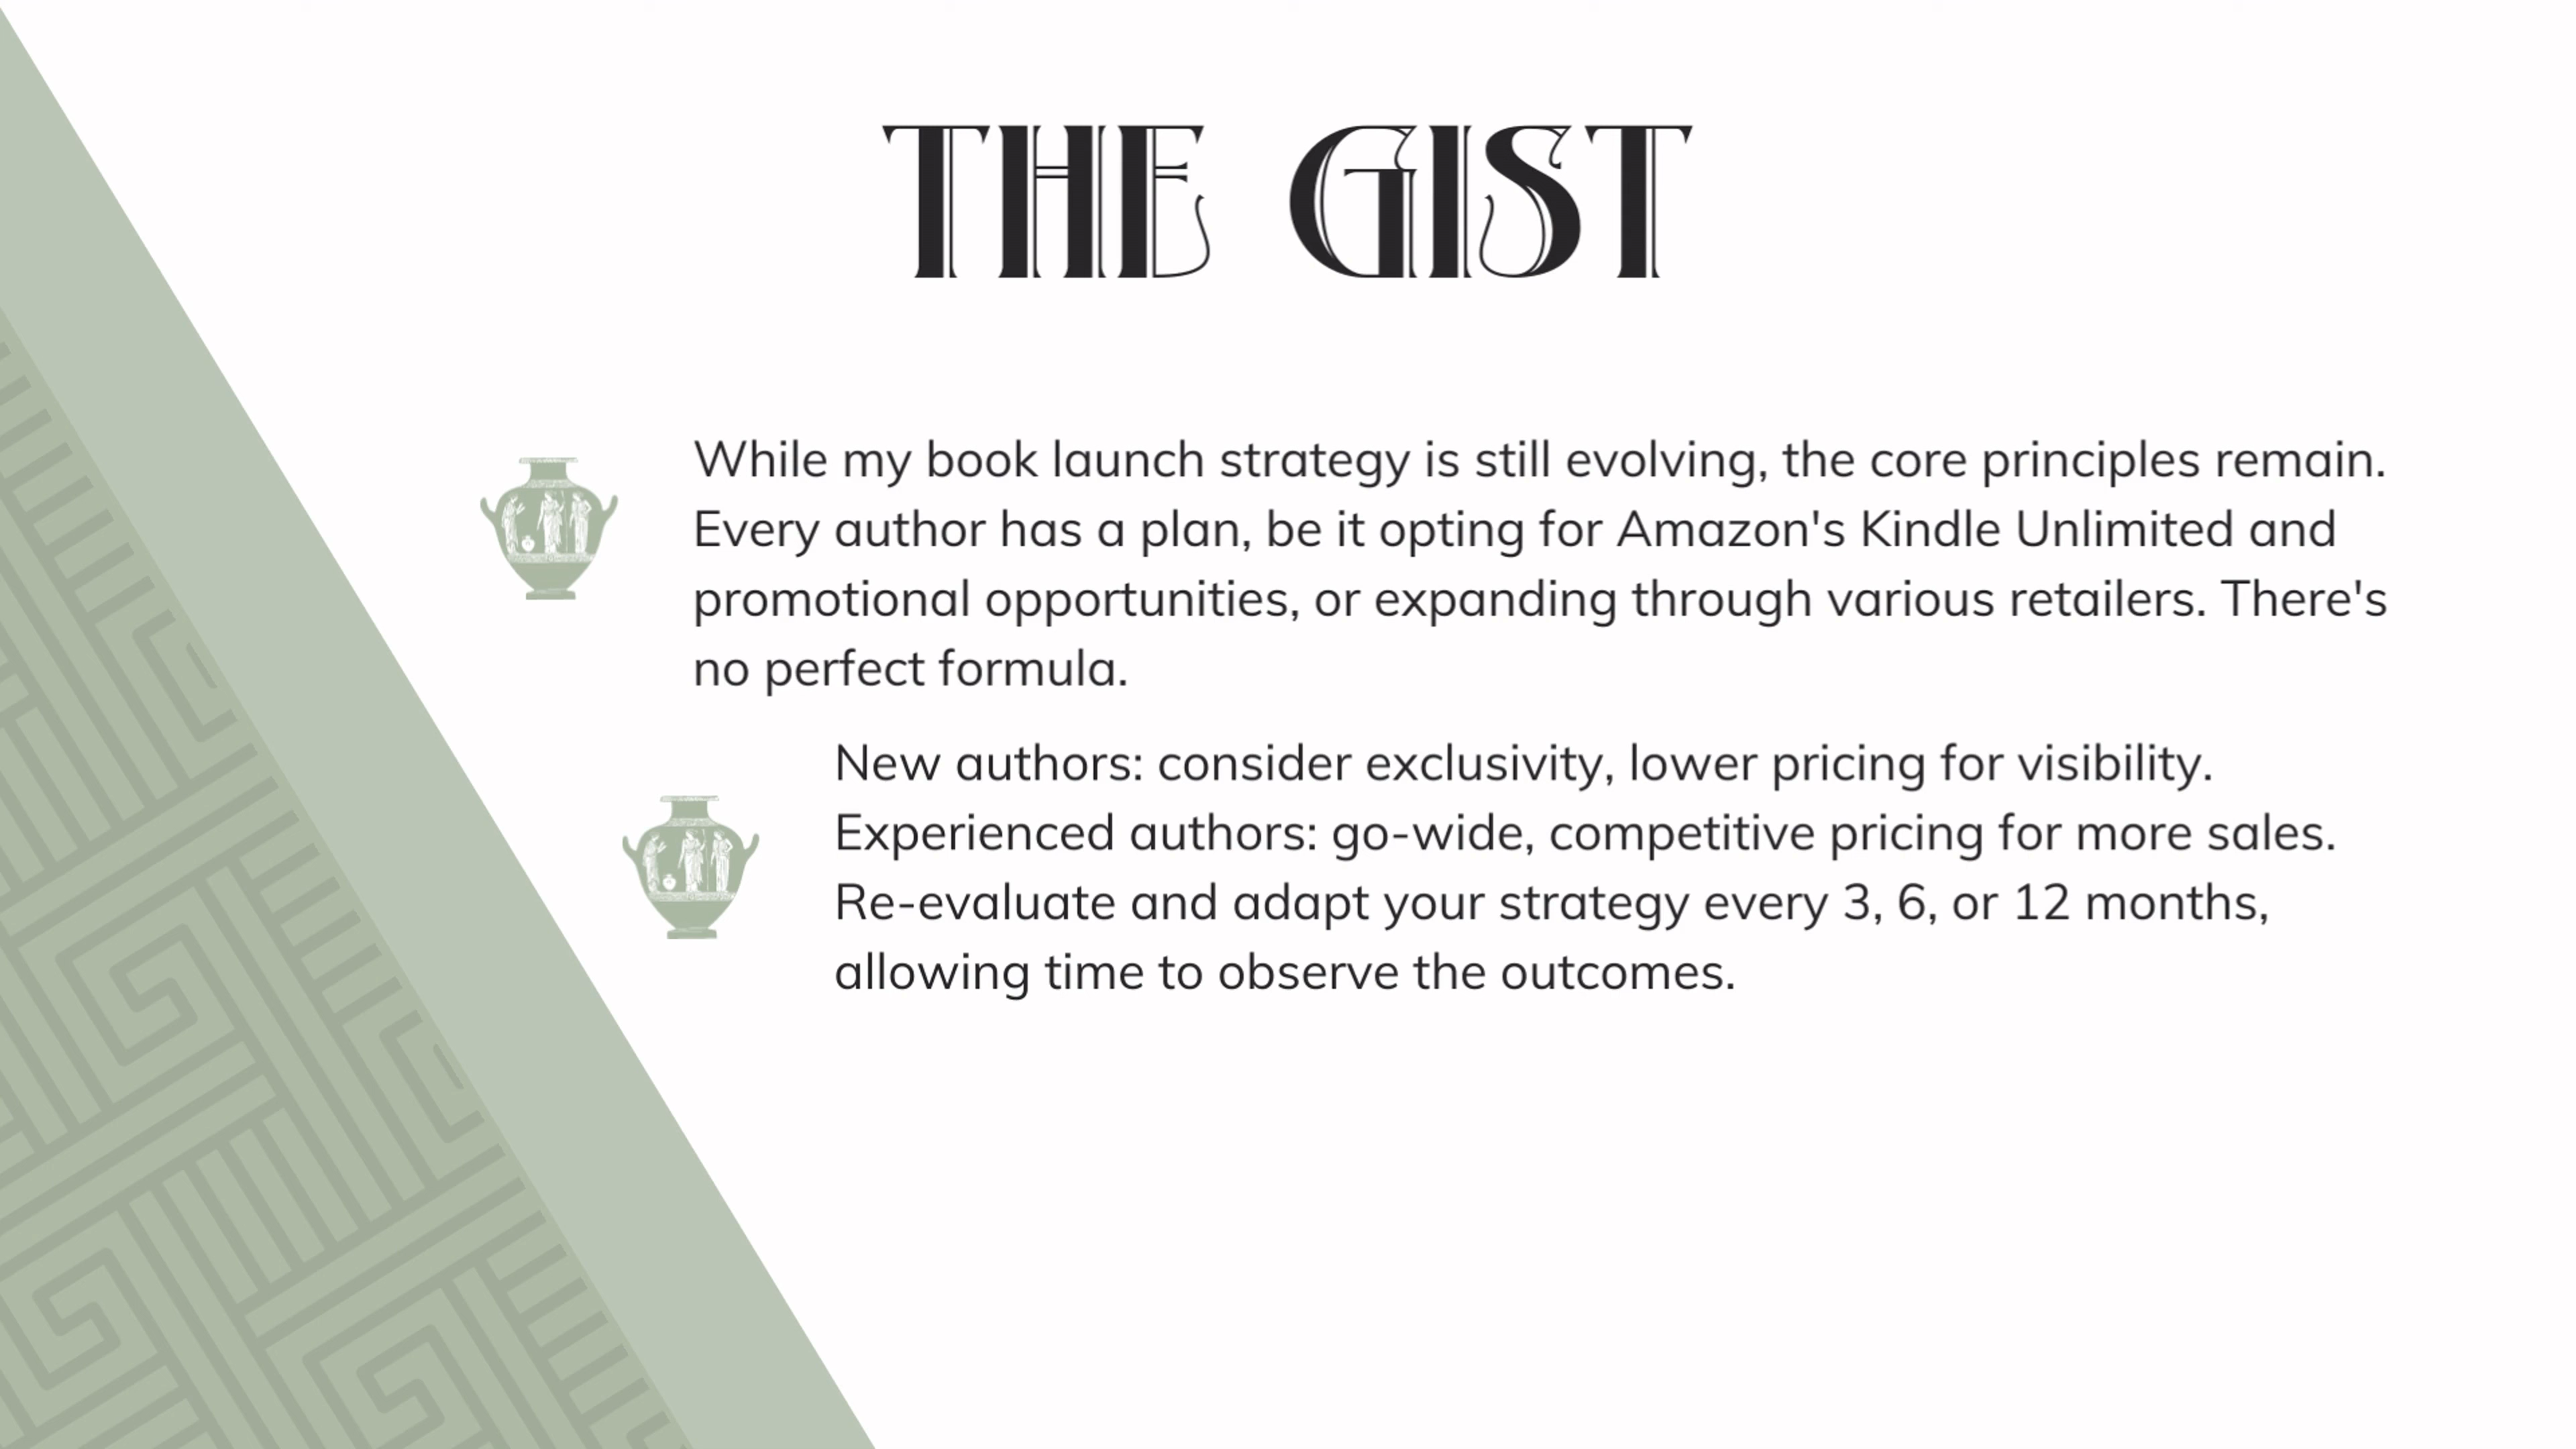 THE GIST
While my book launch strategy is still evolving, the core principles remain.
Every author has a plan, be it opting for Amazon's Kindle Unlimited and
promotional opportunities, or expanding through various retailers. There's
no perfect formula.
New authors: consider exclusivity, lower pricing for visibility.
Experienced authors: go-wide, competitive pricing for more sales.
Re-evaluate and adapt your strategy every 3, 6, or 12 months,
allowing time to observe the outcomes.